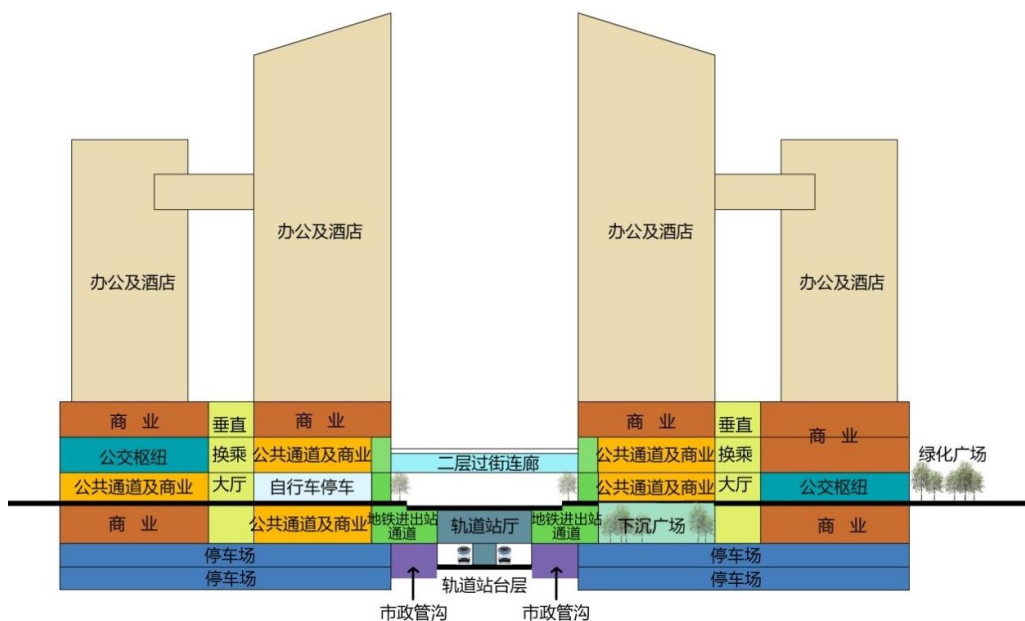 办公及酒店
办公及酒店
办公及酒店
办公及酒店
商 业
垂直
商 业
商 业
垂直
商 业
公交枢纽
换乘
公共通道及商业
二层过街连廊
公共通道及商业
换乘
绿化广场
公共通道及商业
大厅
自行车停车
公共通道及商业
大厅
公交枢纽
商 业
公共通道及商业
地铁进出站
通道
轨道站厅
地铁进出站
通道
下沉广场
商 业
停车场
停车场
停车场
停车场
轨道站台层
市政管沟
市政管沟